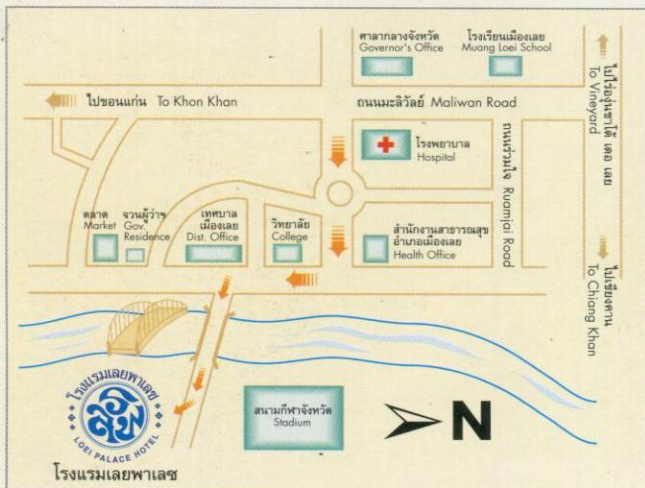 ศาลากลางจังหวัด
Governor's Office
โรงเรียนเมืองเลย
Muang Loei School
ไปไร่องุ่นชาโต้ เดอ เลย
To Vineyard
ไปขอนแก่น To Khon Khan
ถนนมะลิวัลย์ Maliwan Road
โรงพยาบาล
Hospital
ถนนร่วมใจ Ruamjai Road
ตลาด
Market
จวนผู้ว่าฯ
Gov.
Residence
เทศบาล
เมืองเลย
Dist. Office
วิทยาลัย
College
สำนักงานสาธารณสุข
อำเภอเมืองเลย
Health Office
ไปเชียงคาน
To Chiang Khan
โรงแรมเลยพาเลซ
LOEI PALACE HOTEL
โรงแรมเลยพาเลซ
สนามกีฬาจังหวัด
Stadium
N